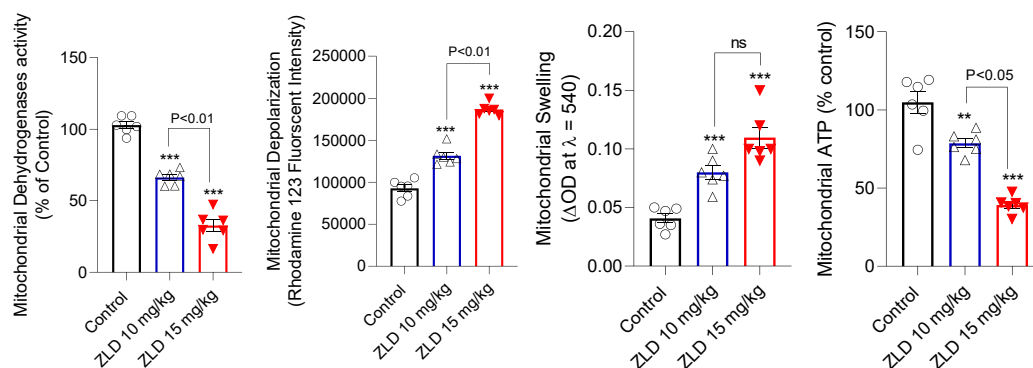 Mitochondrial Dehydrogenases activity
(% of Control)
150
100
50
0
P<0.01
***
***
Control
ZLD 10 mg/kg
ZLD 15 mg/kg
Mitochondrial Depolarization
(Rhodamine 123 Fluorscent Intensity)
250000
200000
150000
100000
50000
0
P<0.01
***
***
Control
ZLD 10 mg/kg
ZLD 15 mg/kg
Mitochondrial Swelling
(ΔOD at λ = 540)
0.20
0.15
0.10
0.05
0.00
ns
***
***
Control
ZLD 10 mg/kg
ZLD 15 mg/kg
Mitochondrial ATP (% control)
150
100
50
0
P<0.05
**
***
Control
ZLD 10 mg/kg
ZLD 15 mg/kg